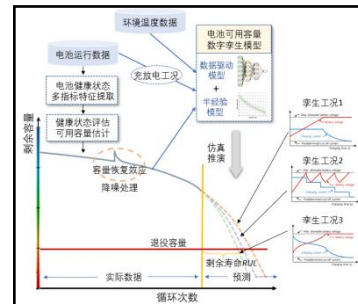 环境温度数据
电池运行数据
充放电工况
电池可用容量
数字孪生模型
数据驱动
模型
+
半经验
模型
电池健康状态
多指标特征提取
健康状态评估
可用容量估计
仿真
推演
容量恢复效应
降噪处理
孪生工况1
孪生工况2
孪生工况3
剩余容量
退役容量
剩余寿命RUL
实际数据
预测
循环次数